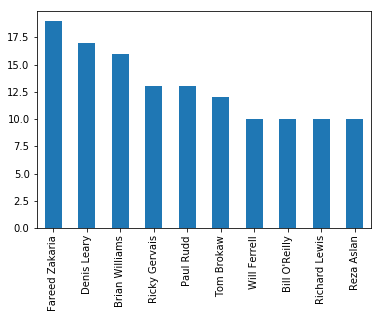 17.5
15.0
12.5
10.0
7.5
5.0
2.5
0.0
Fareed Zakaria
Denis Leary
Brian Williams
Ricky Gervais
Paul Rudd
Tom Brokaw
Will Ferrell
Bill O'Reilly
Richard Lewis
Reza Aslan